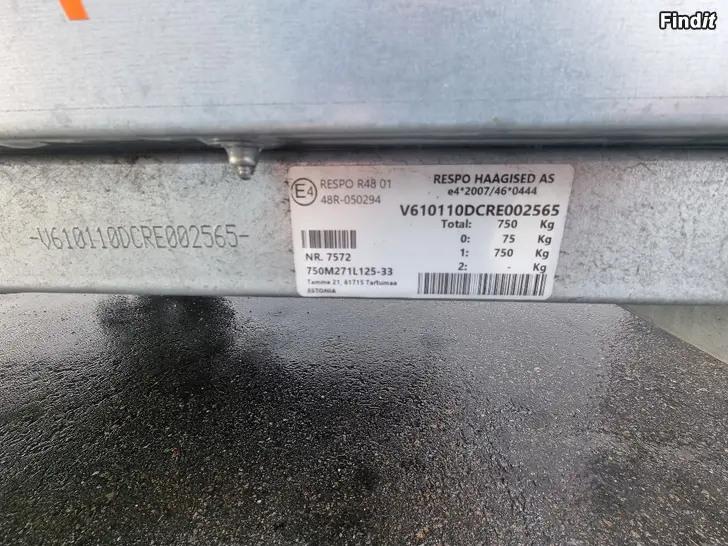 Findit
RESPO R48 01
48R-050294
RESPO HAAGISED AS
e4*2007/46*0444
V610110DCRE002565
Total: 750 Kg
0: 75 Kg
1: 750 Kg
2: - Kg
NR. 7572
750M271L125-33
Tamme 21, 61715 Tartumaa
ESTONIA
E4
-V610110DCRE002565-